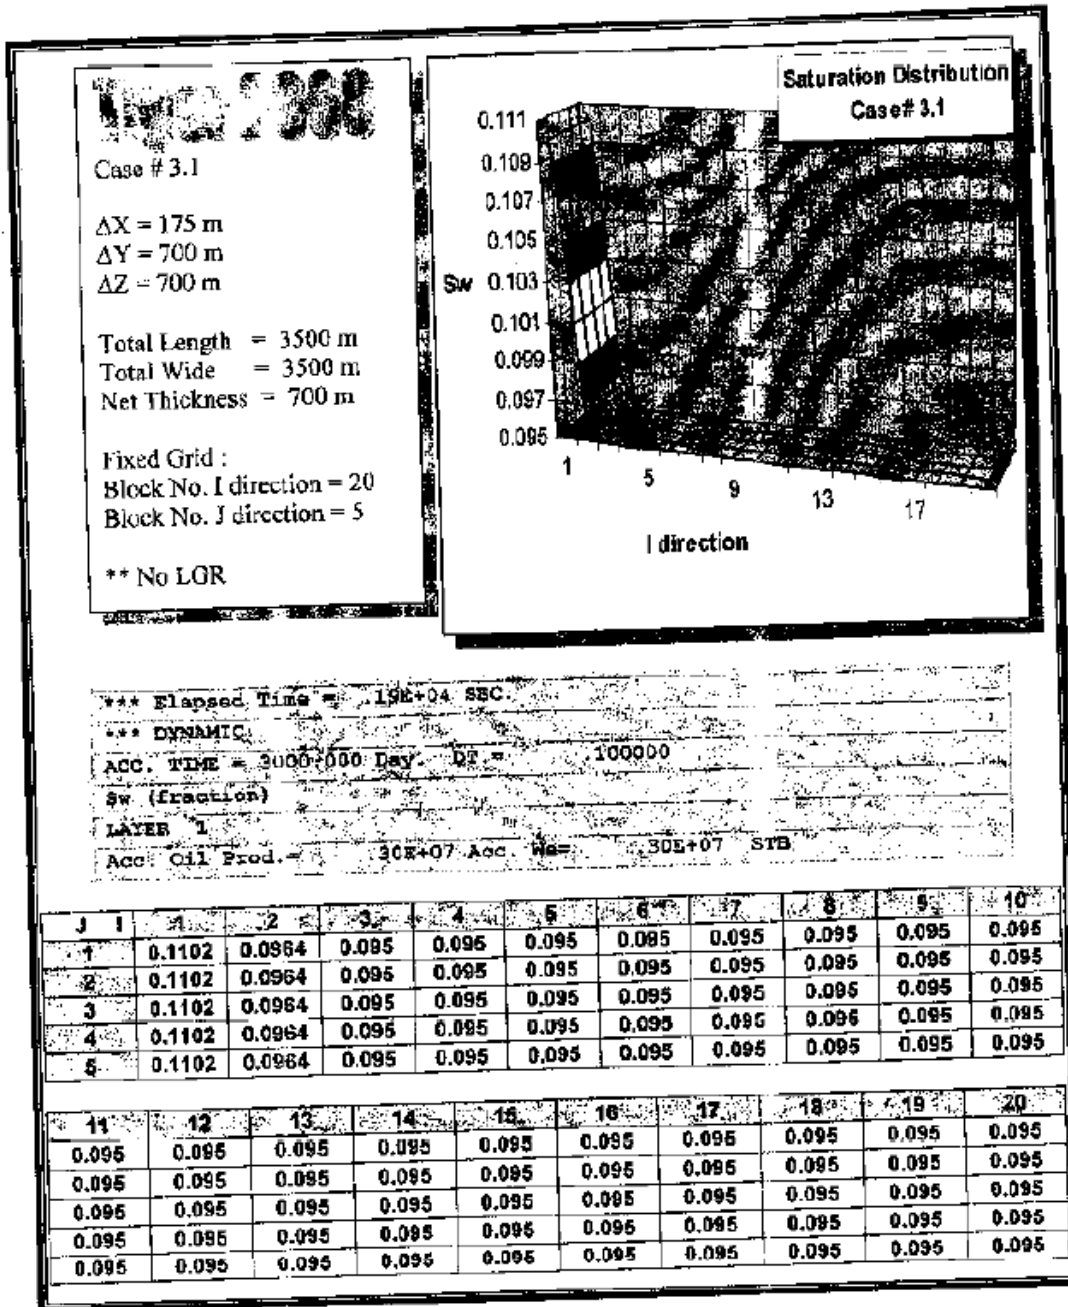 Case # 3.1
ΔX = 175 m
ΔY = 700 m
ΔZ = 700 m
Total Length = 3500 m
Total Wide = 3500 m
Net Thickness = 700 m
Fixed Grid :
Block No. I direction = 20
Block No. J direction = 5
** No LGR
Saturation Distribution
Case# 3.1
0.111
0.109
0.107
0.105
Sw 0.103
0.101
0.099
0.097
0.095
1 5 9 13 17
I direction
*** Elapsed Time = .19E+04 SEC.
*** DYNAMIC
ACC. TIME = 3000.000 Day. DT.= .100000
Sw (fraction)
LAYER 1
Acc. Oil Prod.= .30E+07 Acc. We= .30E+07 STB
J I 1 2 3 4 5 6 7 8 9 10
1 0.1102 0.0964 0.095 0.095 0.095 0.095 0.095 0.095 0.095 0.095
2 0.1102 0.0964 0.095 0.095 0.095 0.095 0.095 0.095 0.095 0.095
3 0.1102 0.0964 0.095 0.095 0.095 0.095 0.095 0.095 0.095 0.095
4 0.1102 0.0964 0.095 0.095 0.095 0.095 0.095 0.095 0.095 0.095
5 0.1102 0.0964 0.095 0.095 0.095 0.095 0.095 0.095 0.095 0.095
11 12 13 14 15 16 17 18 19 20
0.095 0.095 0.095 0.095 0.095 0.095 0.095 0.095 0.095 0.095
0.095 0.095 0.095 0.095 0.095 0.095 0.095 0.095 0.095 0.095
0.095 0.095 0.095 0.095 0.095 0.095 0.095 0.095 0.095 0.095
0.095 0.095 0.095 0.095 0.095 0.095 0.095 0.095 0.095 0.095
0.095 0.095 0.095 0.095 0.095 0.095 0.095 0.095 0.095 0.095